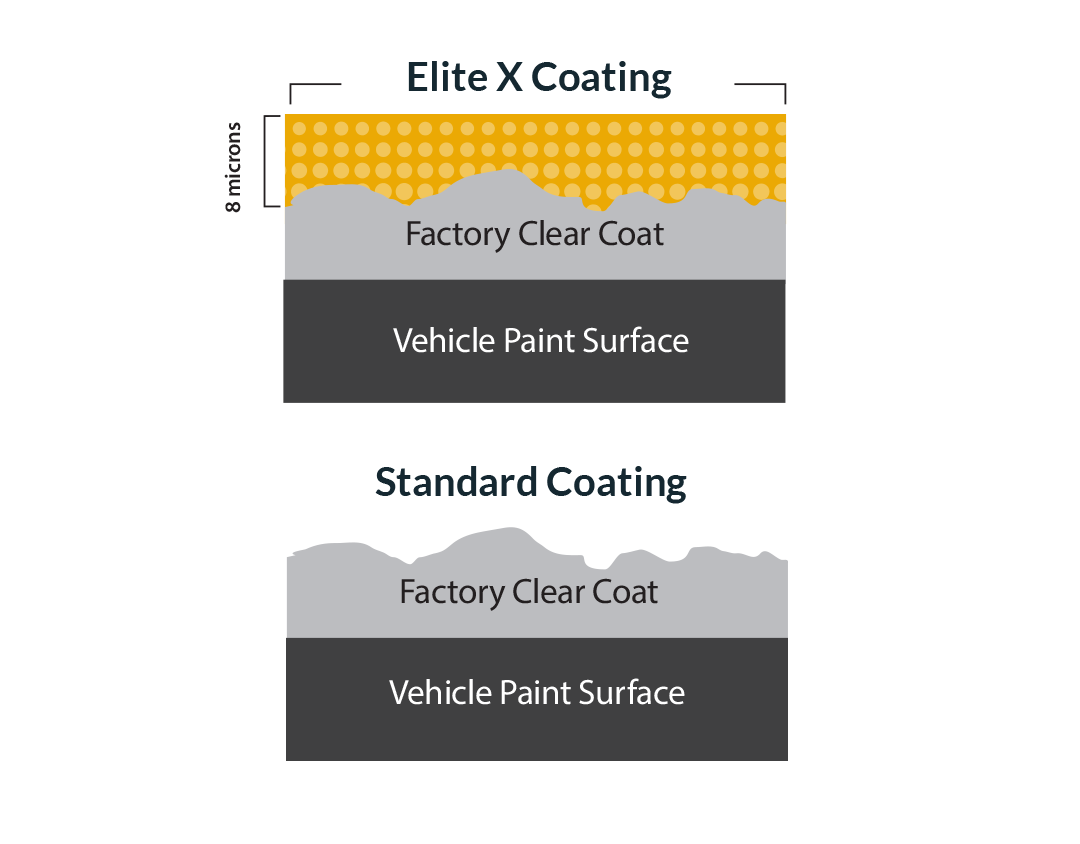 Elite X Coating
8 microns
Factory Clear Coat
Vehicle Paint Surface
Standard Coating
Factory Clear Coat
Vehicle Paint Surface